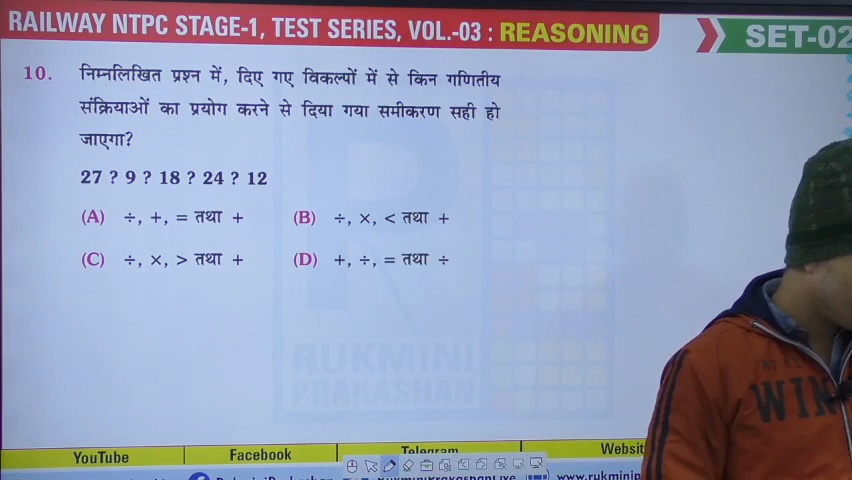 RAILWAY NTPC STAGE-1, TEST SERIES, VOL.-03 : REASONING
SET-02
10. निम्नलिखित प्रश्न में, दिए गए विकल्पों में से किन गणितीय
संक्रियाओं का प्रयोग करने से दिया गया समीकरण सही हो
जाएगा?
27 ? 9 ? 18 ? 24 ? 12
(A) ÷, +, = तथा + (B) ÷, ×, < तथा +
(C) ÷, ×, > तथा + (D) +, ÷, = तथा ÷
RUKMINI
PRAKASHAN
WIN
YouTube Facebook Telegram
www.rukminip